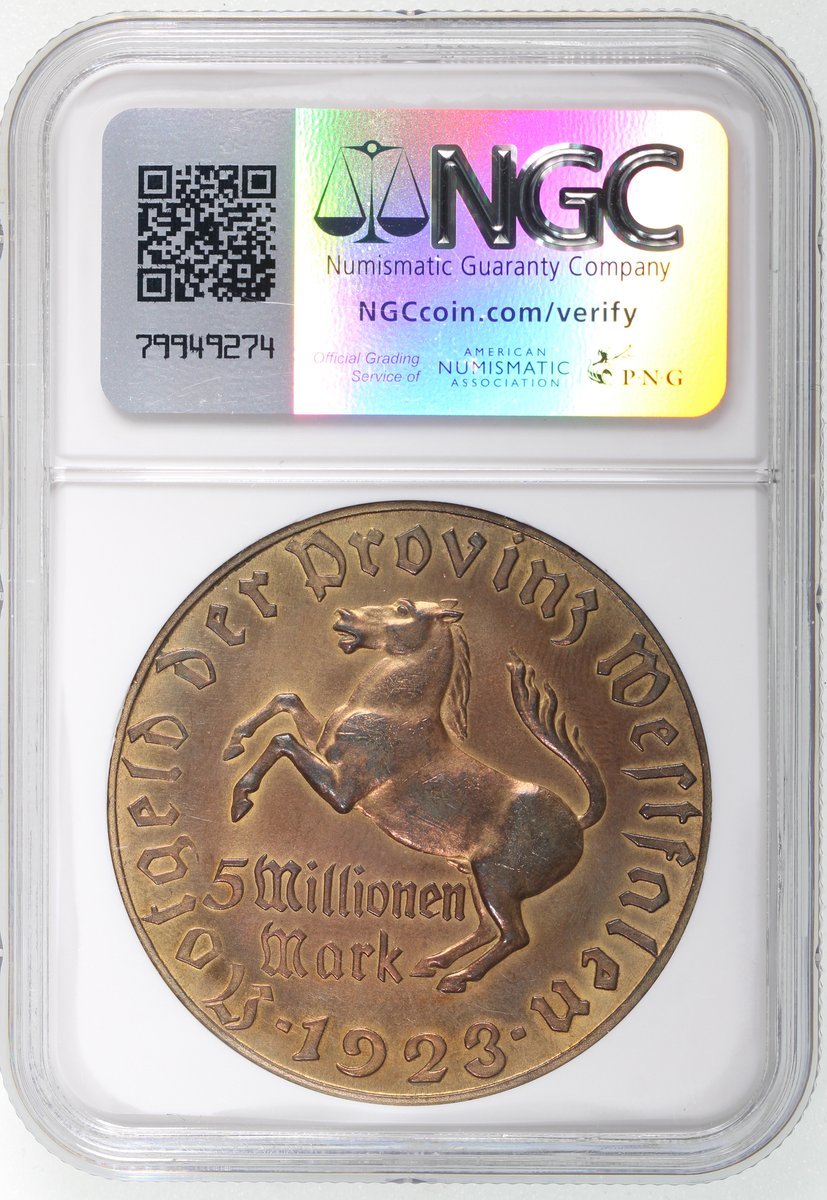 NGC
Numismatic Guaranty Company
NGCcoin.com/verify
79949274
Official Grading
Service of
AMERICAN
NUMISMATIC
ASSOCIATION
PNG
Notgeld der Provinz Westfalen
5 Millionen
Mark
·1923·